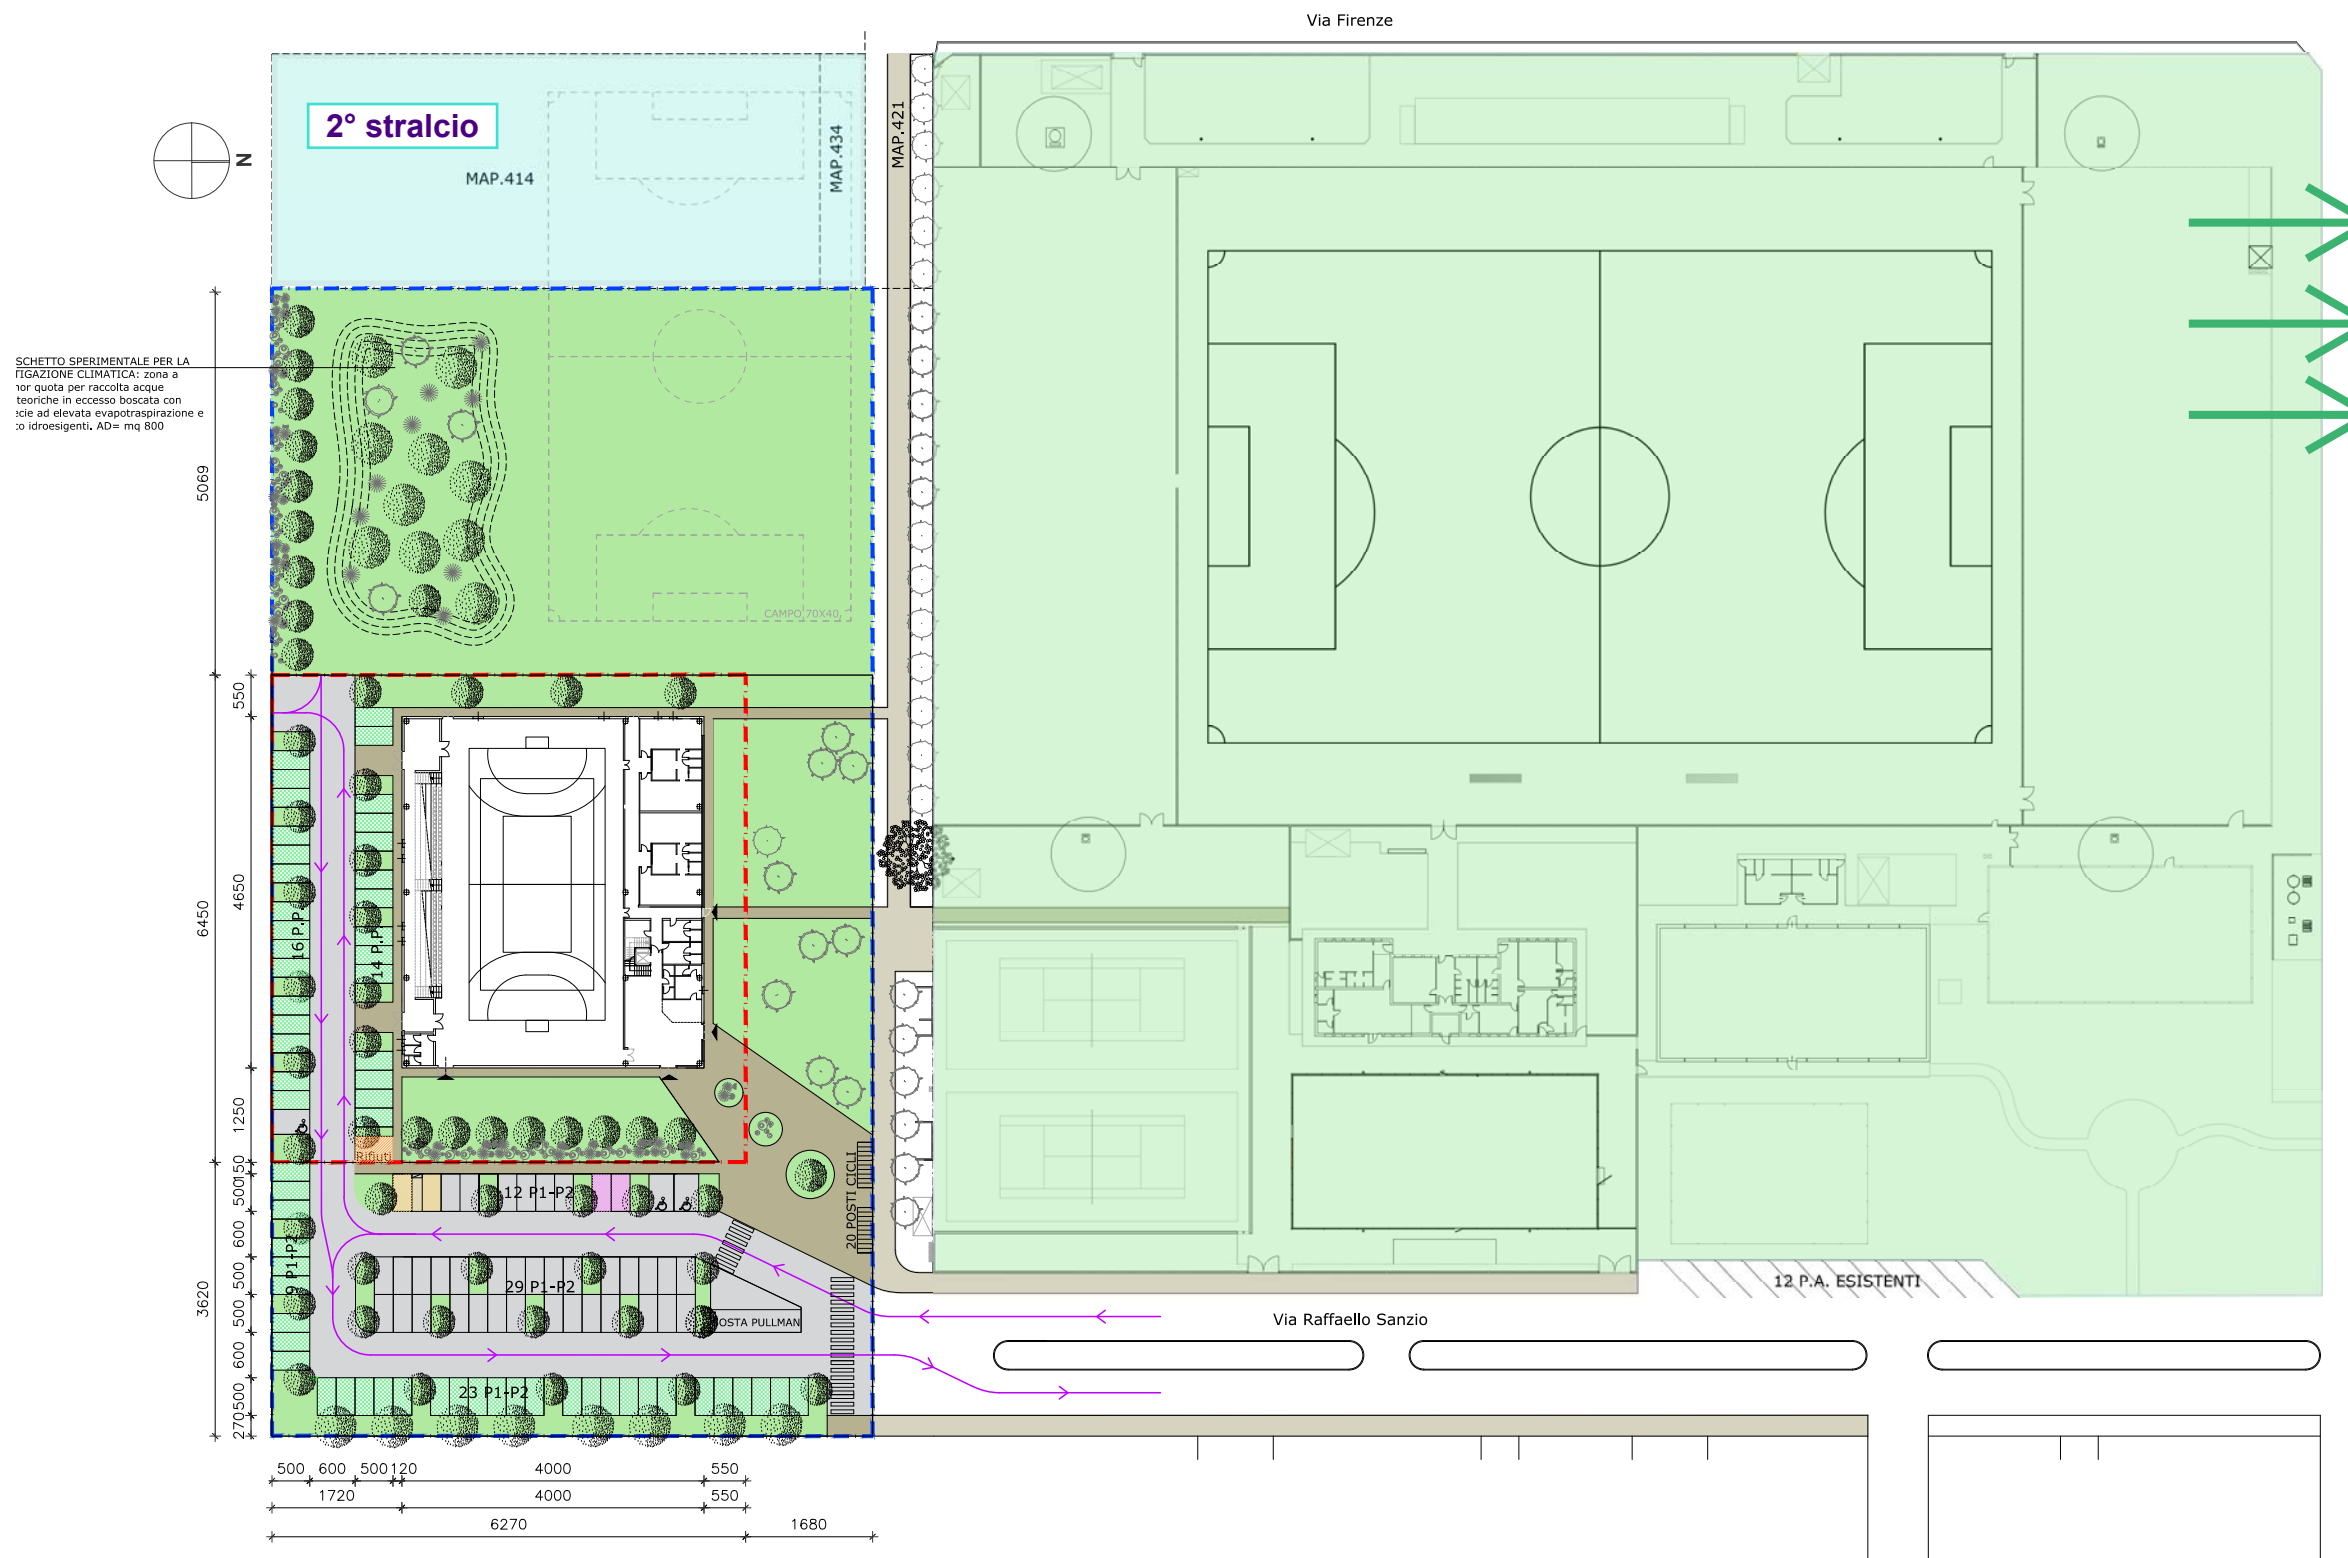 Via Firenze
2° stralcio
N
MAP.414
MAP.434
MAP.421
SCHETTO SPERIMENTALE PER LA
TIGAZIONE CLIMATICA: zona a
nor quota per raccolta acque
teoriche in eccesso boscata con
ecie ad elevata evapotraspirazione e
co idroesigenti. AD= mq 800
CAMPO 70X40
5069
550
4650
6450
1250
150
500
600
500
500
600
500
270
3620
16 P.P.
14 P.P.
Rifiuti
12 P1-P2
9 P1-P2
29 P1-P2
23 P1-P2
20 POSTI CICLI
SOSTA PULLMAN
12 P.A. ESISTENTI
Via Raffaello Sanzio
500 600 500 120 4000 550
1720 4000 550
6270 1680